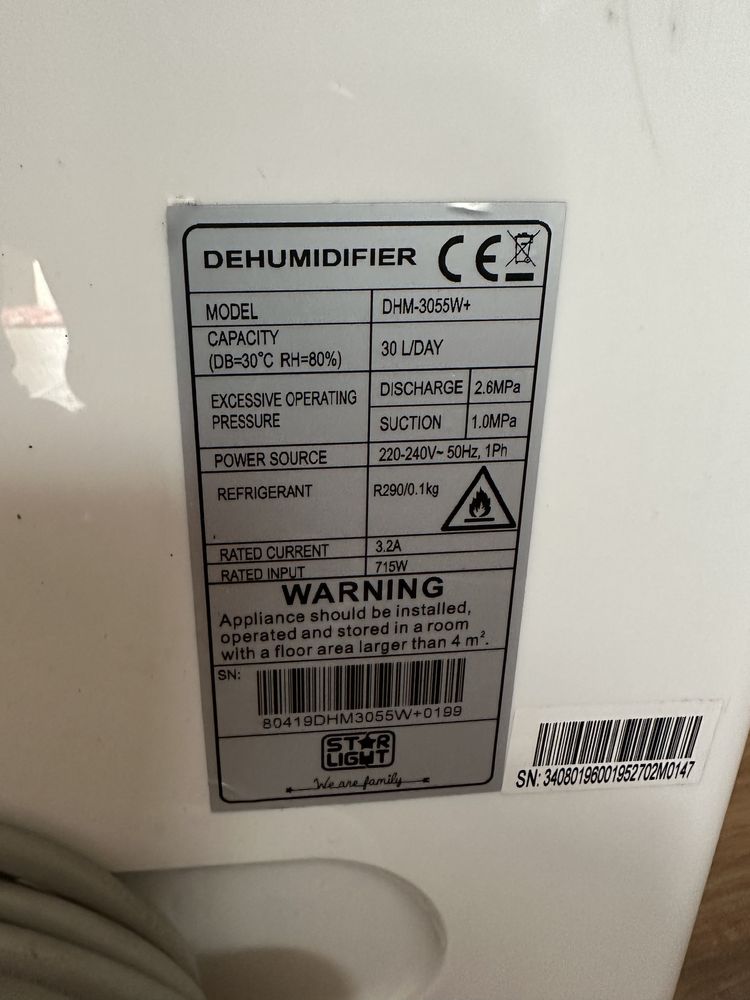 DEHUMIDIFIER CE
MODEL DHM-3055W+
CAPACITY
(DB=30°C RH=80%) 30 L/DAY
EXCESSIVE OPERATING
PRESSURE
DISCHARGE 2.6MPa
SUCTION 1.0MPa
POWER SOURCE 220-240V~ 50Hz, 1Ph
REFRIGERANT R290/0.1kg
RATED CURRENT 3.2A
RATED INPUT 715W
WARNING
Appliance should be installed,
operated and stored in a room
with a floor area larger than 4 m².
SN:
80419DHM3055W+0199
STAR
LIGHT
We are family
SN: 34080196001952702M0147